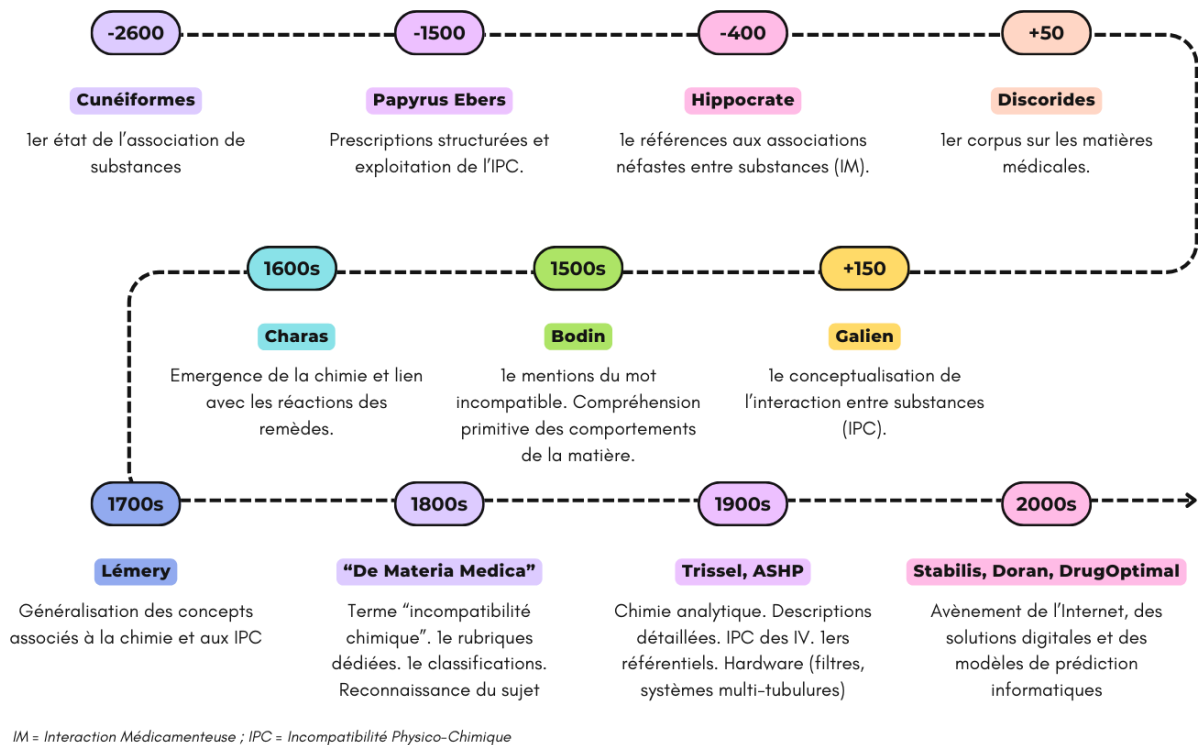 -2600
-1500
-400
+50
Cunéiformes
1er état de l'association de
substances
Papyrus Ebers
Prescriptions structurées et
exploitation de l'IPC.
Hippocrate
1e références aux associations
néfastes entre substances (IM).
Discorides
1er corpus sur les matières
médicales.
+150
Galien
1e conceptualisation de
l'interaction entre substances
(IPC).
1500s
Bodin
1e mentions du mot
incompatible. Compréhension
primitive des comportements
de la matière.
1600s
Charas
Emergence de la chimie et lien
avec les réactions des
remèdes.
1700s
Lémery
Généralisation des concepts
associés à la chimie et aux IPC
1800s
“De Materia Medica”
Terme “incompatibilité
chimique”. 1e rubriques
dédiées. 1e classifications.
Reconnaissance du sujet
1900s
Trissel, ASHP
Chimie analytique. Descriptions
détaillées. IPC des IV. 1ers
référentiels. Hardware (filtres,
systèmes multi-tubulures)
2000s
Stabilis, Doran, DrugOptimal
Avènement de l'Internet, des
solutions digitales et des
modèles de prédiction
informatiques
IM = Interaction Médicamenteuse ; IPC = Incompatibilité Physico-Chimique